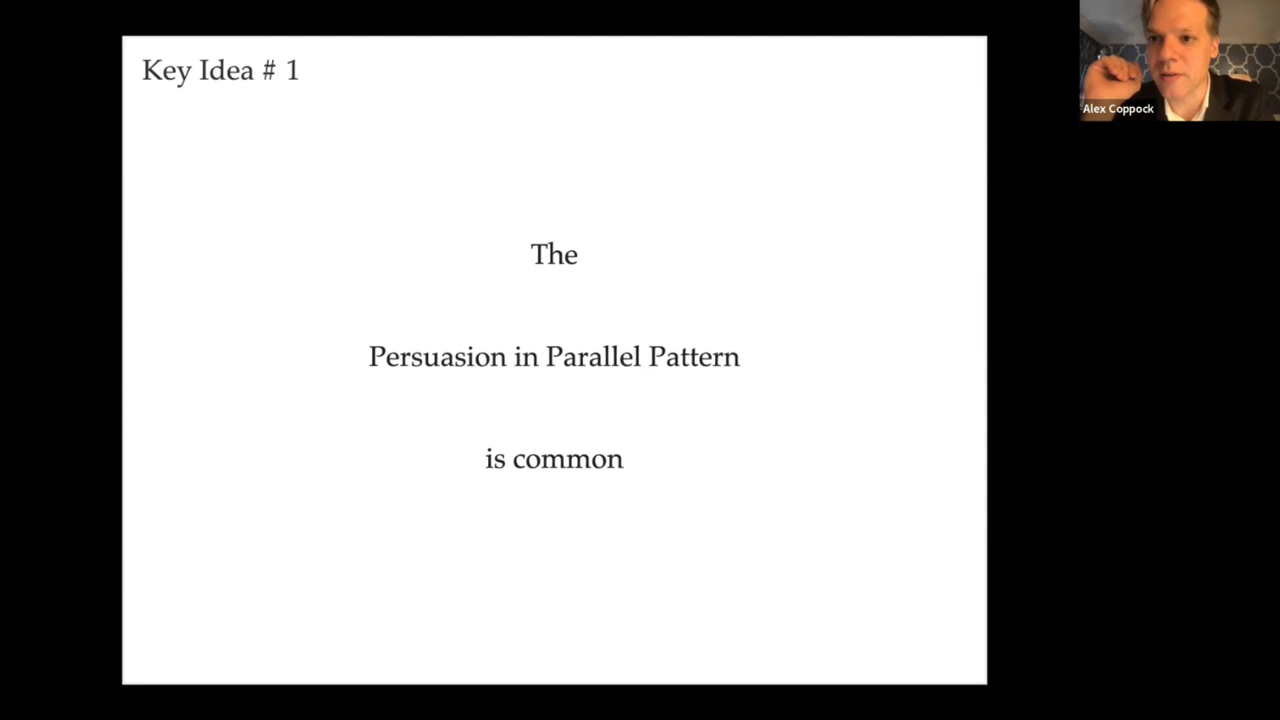 Key Idea # 1
The
Persuasion in Parallel Pattern
is common
Alex Coppock